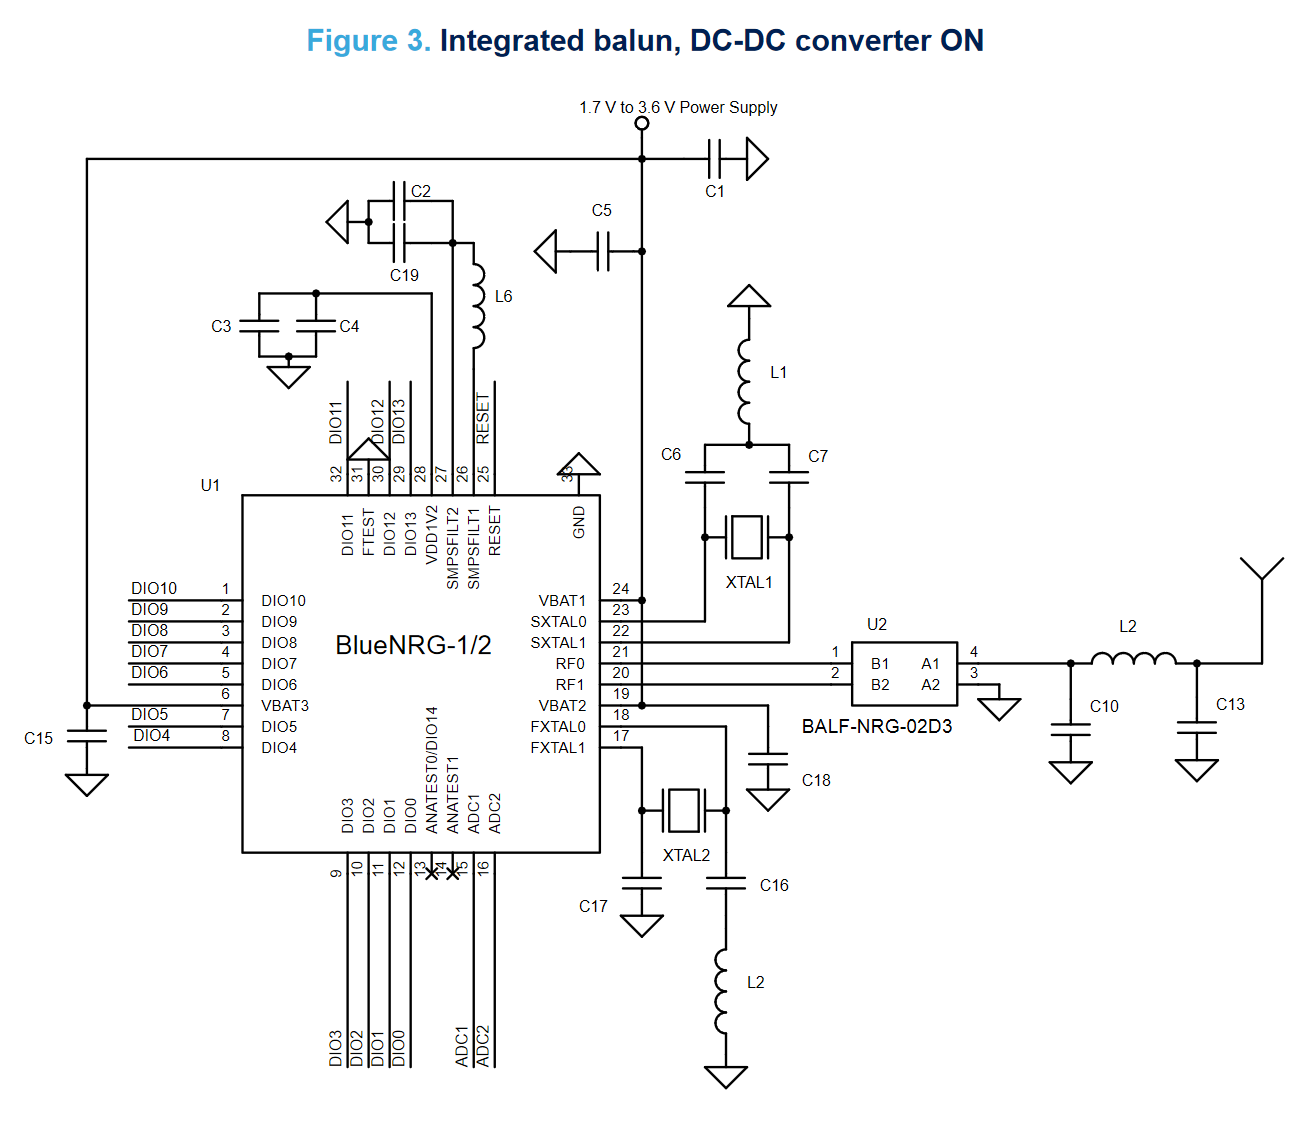 Figure 3. Integrated balun, DC-DC converter ON
1.7 V to 3.6 V Power Supply
C1
C2
C5
C19
L6
C3
C4
L1
DIO11
DIO12
DIO13
RESET
C6
C7
U1
32
31
30
29
28
27
26
25
33
DIO11
FTEST
DIO12
DIO13
VDD1V2
SMPSFILT2
SMPSFILT1
RESET
GND
XTAL1
DIO10
1
DIO10
VBAT1
24
DIO9
2
DIO9
SXTAL0
23
DIO8
3
DIO8
BlueNRG-1/2
SXTAL1
22
U2
L2
DIO7
4
DIO7
RF0
21
1
B1
A1
4
DIO6
5
DIO6
RF1
20
2
B2
A2
3
6
VBAT3
VBAT2
19
C10
C13
DIO5
7
DIO5
FXTAL0
18
BALF-NRG-02D3
C15
DIO4
8
DIO4
FXTAL1
17
C18
DIO3
DIO2
DIO1
DIO0
ANATEST0/DIO14
ANATEST1
ADC1
ADC2
XTAL2
9
10
11
12
13
14
15
16
C16
C17
L2
DIO3
DIO2
DIO1
DIO0
ADC1
ADC2